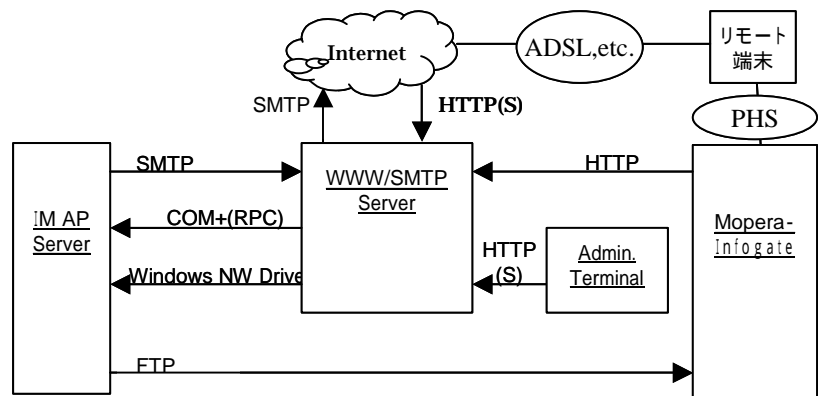 Internet
ADSL,etc.
リモート
端末
SMTP
HTTP(S)
PHS
SMTP
WWW/SMTP
Server
HTTP
IM AP
Server
COM+(RPC)
Mopera-
Infogate
HTTP
(S)
Admin.
Terminal
Windows NW Drive
FTP